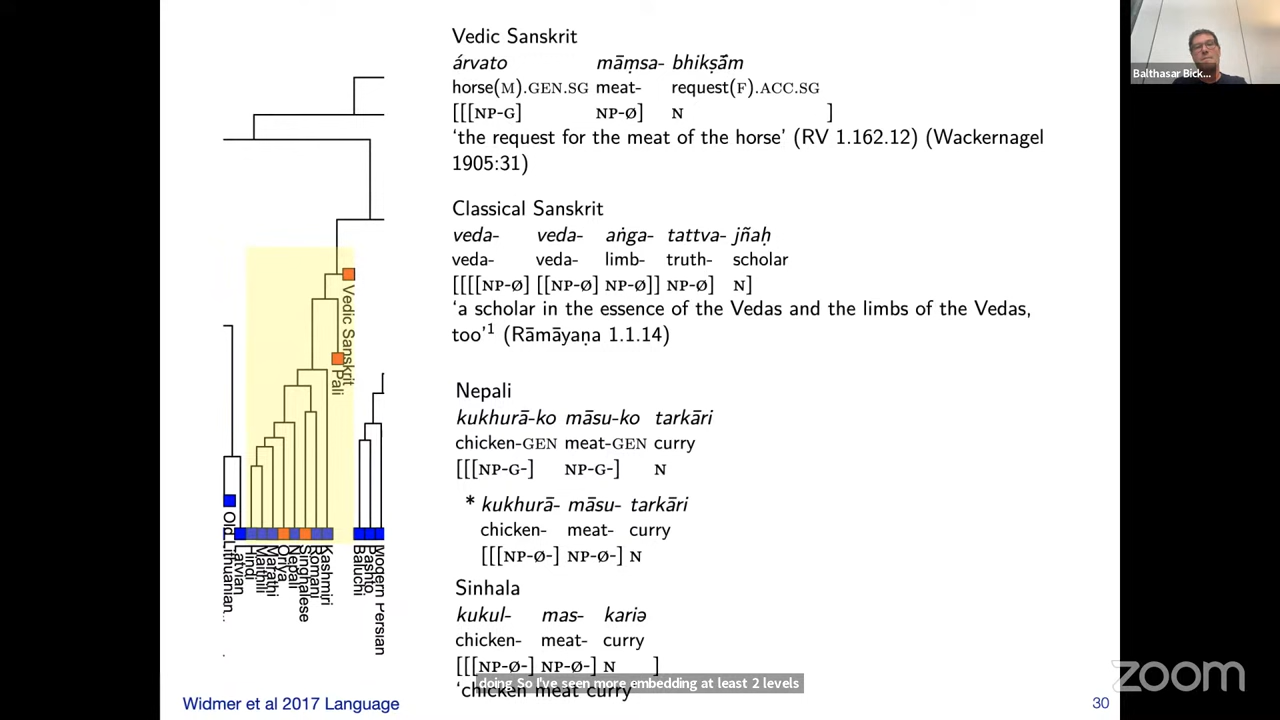 Vedic Sanskrit
árvato māṃsa- bhikṣā́m
horse(M).GEN.SG meat- request(F).ACC.SG
[[[NP-G] NP-Ø] N ]
‘the request for the meat of the horse’ (RV 1.162.12) (Wackernagel
1905:31)
Classical Sanskrit
veda- veda- aṅga- tattva- jñaḥ
veda- veda- limb- truth- scholar
[[[[NP-Ø] [[NP-Ø] NP-Ø]] NP-Ø] N]
‘a scholar in the essence of the Vedas and the limbs of the Vedas,
too’¹ (Rāmāyaṇa 1.1.14)
Nepali
kukhurā-ko māsu-ko tarkāri
chicken-GEN meat-GEN curry
[[[NP-G-] NP-G-] N
* kukhurā- māsu- tarkāri
chicken- meat- curry
[[[NP-Ø-] NP-Ø-] N
Sinhala
kukul- mas- kariə
chicken- meat- curry
[[[NP-Ø-] NP-Ø-] N ]
‘chicken meat curry’
doing. So I've seen more embedding at least 2 levels
Vedic Sanskrit
Pali
Old Lithuanian..
Latvian
Hindi
Maithili
Marathi
Oriya
Nepali
Singhalese
Romani
Kashmiri
Baluchi
Pashto
Modern Persian
Widmer et al 2017 Language
30
Balthasar Bick...
zoom